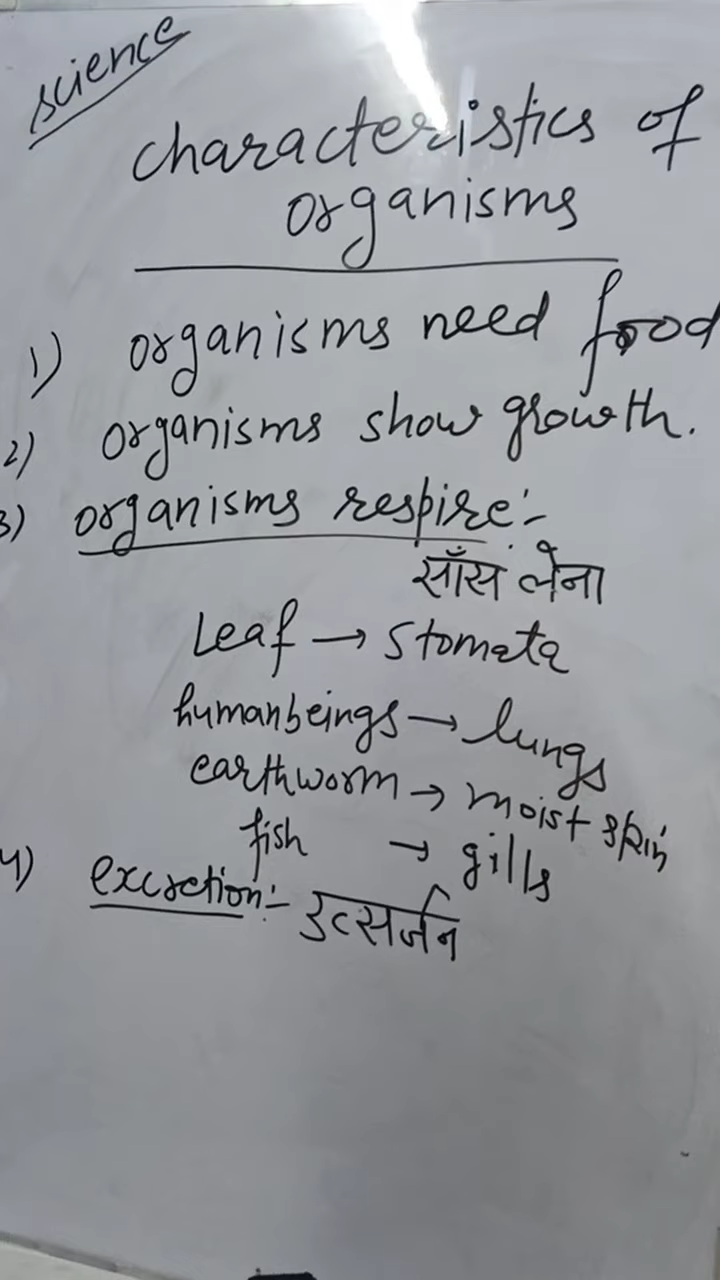 science
characteristics of
organisms
1) organisms need food
2) organisms show growth.
3) organisms respire:-
साँस लेना
Leaf → stomata
humanbeings → lungs
earthworm → moist skin
fish → gills
4) excretion:- उत्सर्जन